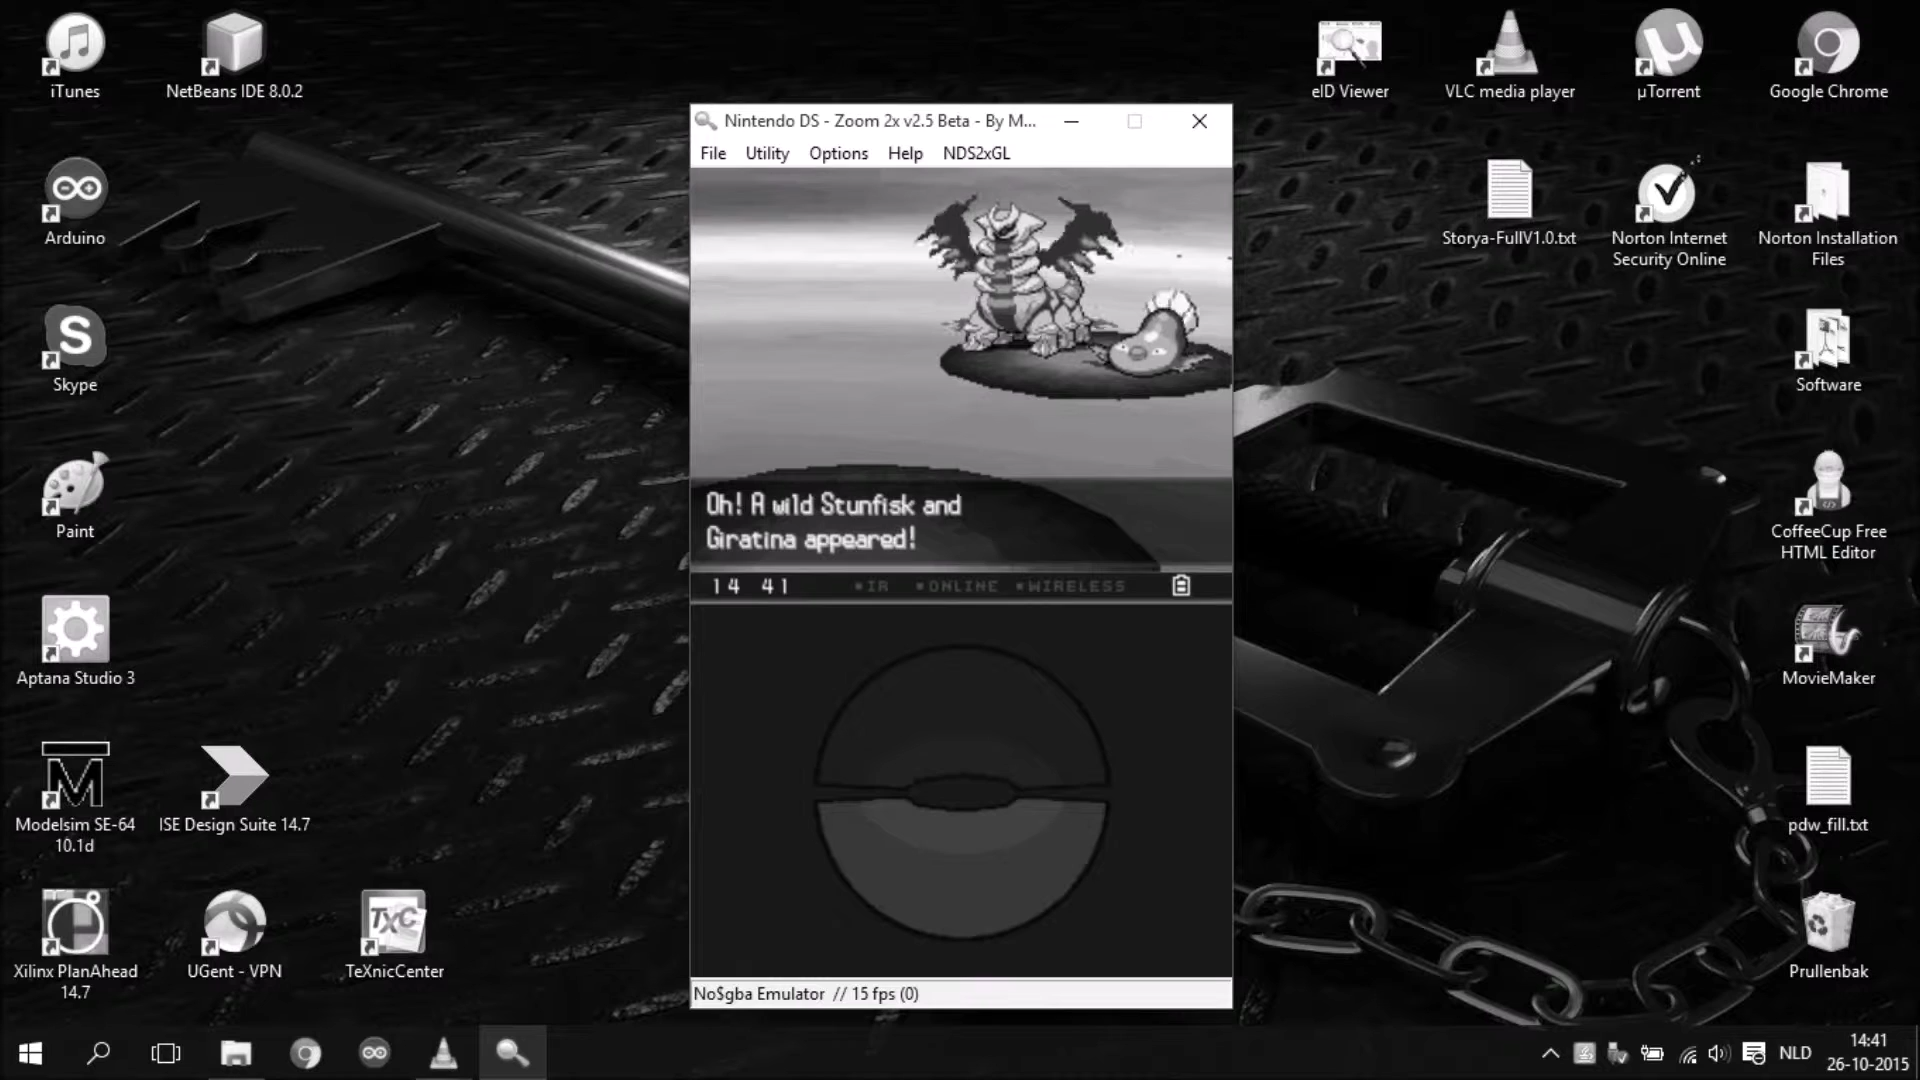 iTunes
NetBeans IDE 8.0.2
eID Viewer
VLC media player
µTorrent
Google Chrome
Arduino
Storya-FullV1.0.txt
Norton Internet
Security Online
Norton Installation
Files
Skype
Software
Paint
CoffeeCup Free
HTML Editor
Aptana Studio 3
MovieMaker
Modelsim SE-64
10.1d
ISE Design Suite 14.7
pdw_fill.txt
Xilinx PlanAhead
14.7
UGent - VPN
TXC
TeXnicCenter
Prullenbak
Nintendo DS - Zoom 2x v2.5 Beta - By M...
File Utility Options Help NDS2xGL
Oh! A wild Stunfisk and
Giratina appeared!
14 41 IR ONLINE WIRELESS
No$gba Emulator // 15 fps (0)
NLD
14:41
26-10-2015